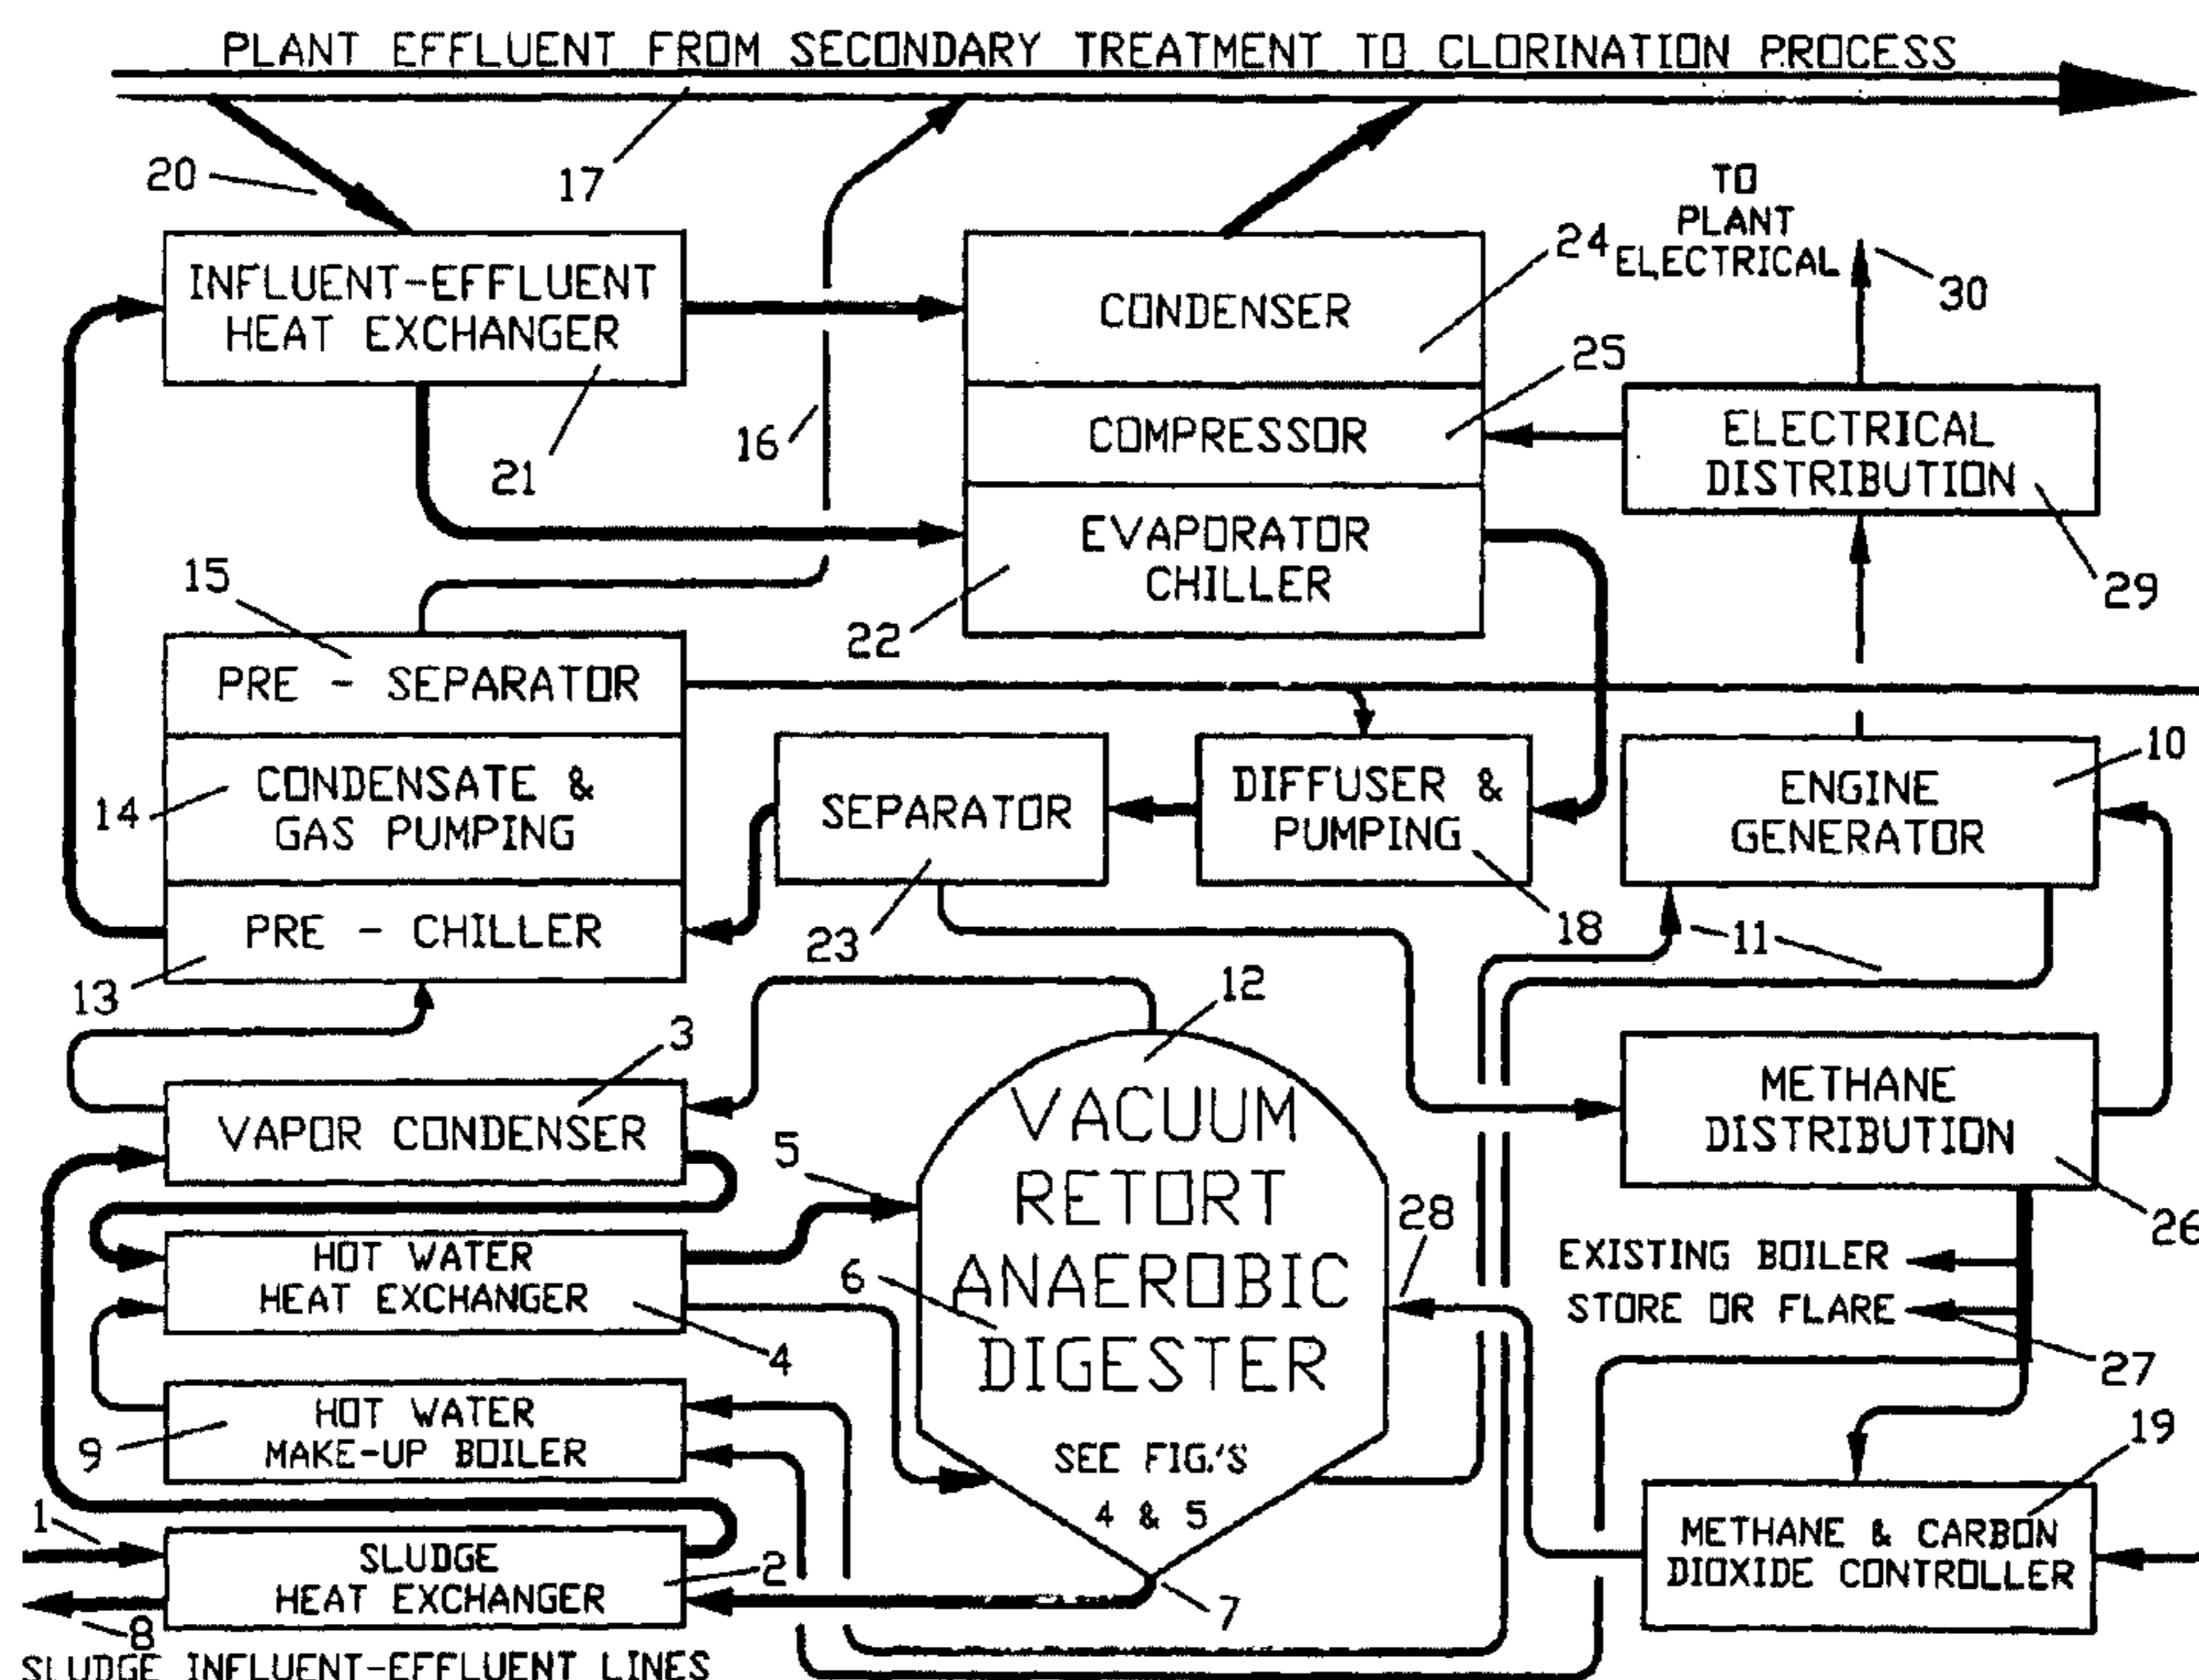 PLANT EFFLUENT FROM SECONDARY TREATMENT TO CLORINATION PROCESS
20
17
TO
PLANT
ELECTRICAL
30
INFLUENT-EFFLUENT
HEAT EXCHANGER
21
16
CONDENSER
24
COMPRESSOR
25
EVAPORATOR
CHILLER
22
ELECTRICAL
DISTRIBUTION
29
15
PRE - SEPARATOR
CONDENSATE &
GAS PUMPING
14
PRE - CHILLER
13
SEPARATOR
23
DIFFUSER &
PUMPING
18
ENGINE
GENERATOR
10
11
12
3
VAPOR CONDENSER
5
HOT WATER
HEAT EXCHANGER
4
HOT WATER
MAKE-UP BOILER
9
1
SLUDGE
HEAT EXCHANGER
2
8
SLUDGE INFLUENT-EFFLUENT LINES
VACUUM
RETORT
ANAEROBIC
DIGESTER
SEE FIG.'S
4 & 5
6
7
28
METHANE
DISTRIBUTION
26
EXISTING BOILER
STORE OR FLARE
27
19
METHANE & CARBON
DIOXIDE CONTROLLER